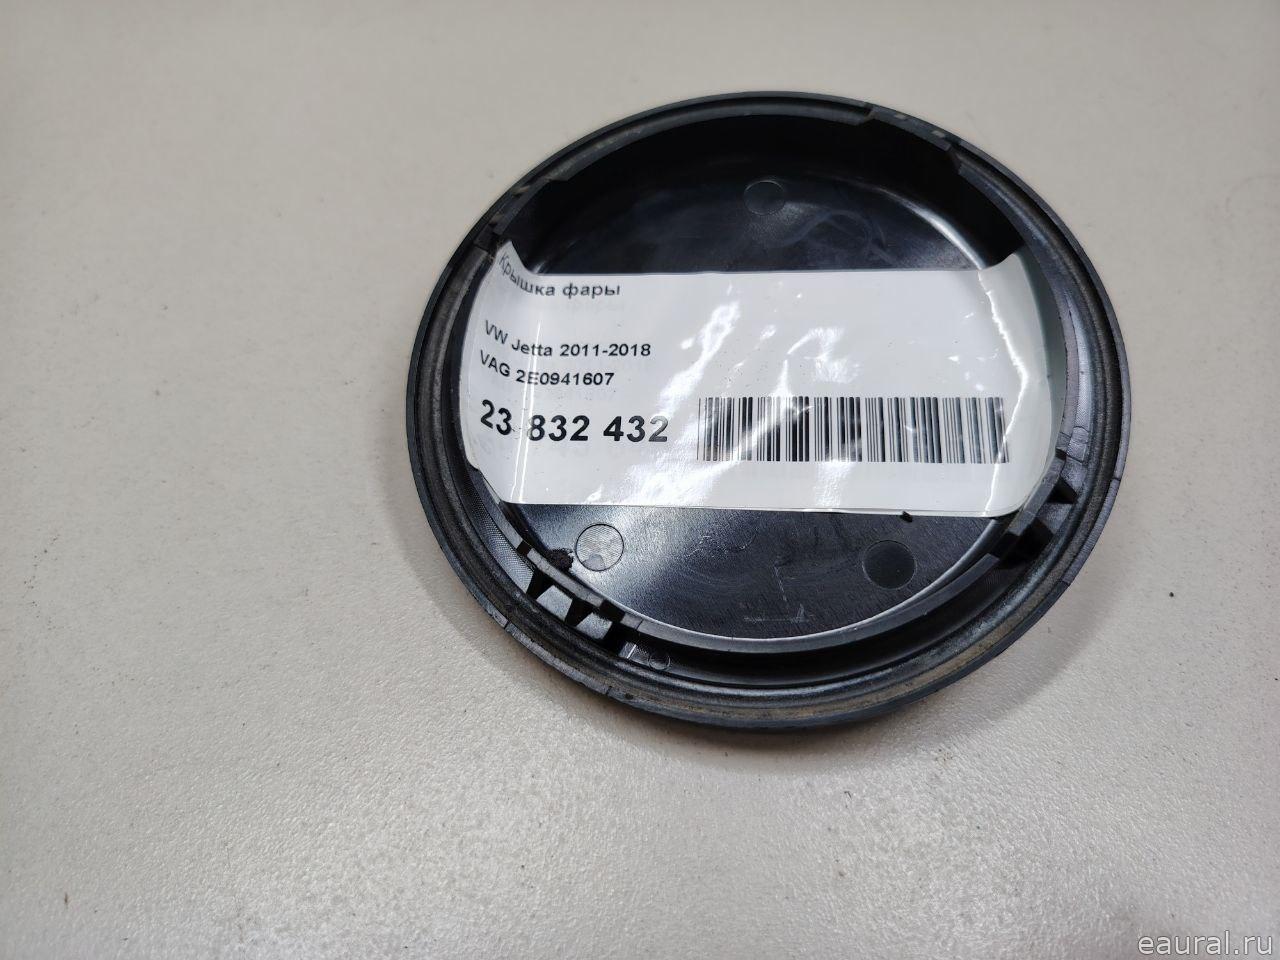 Крышка фары
VW Jetta 2011-2018
VAG 2E0941607
23 832 432
eaural.ru